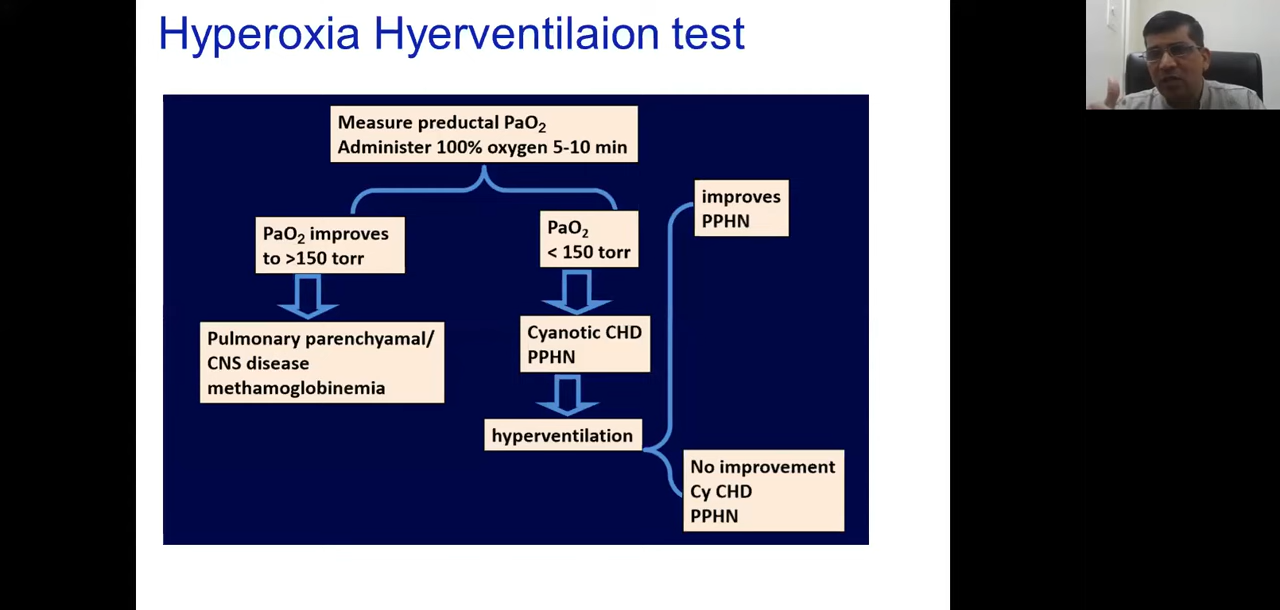 Hyperoxia Hyerventilaion test
Measure preductal PaO₂
Administer 100% oxygen 5-10 min
PaO₂ improves
to >150 torr
PaO₂
< 150 torr
improves
PPHN
Pulmonary parenchyamal/
CNS disease
methamoglobinemia
Cyanotic CHD
PPHN
hyperventilation
No improvement
Cy CHD
PPHN